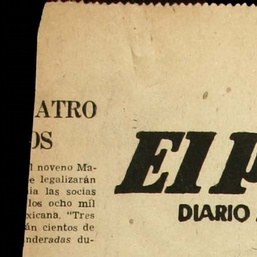 ATRO
OS
l noveno Ma-
e legalizarán
ia las socias
los ocho mil
xicana. "Tres
án cientos de
nderadas du-
El P
DIARIO